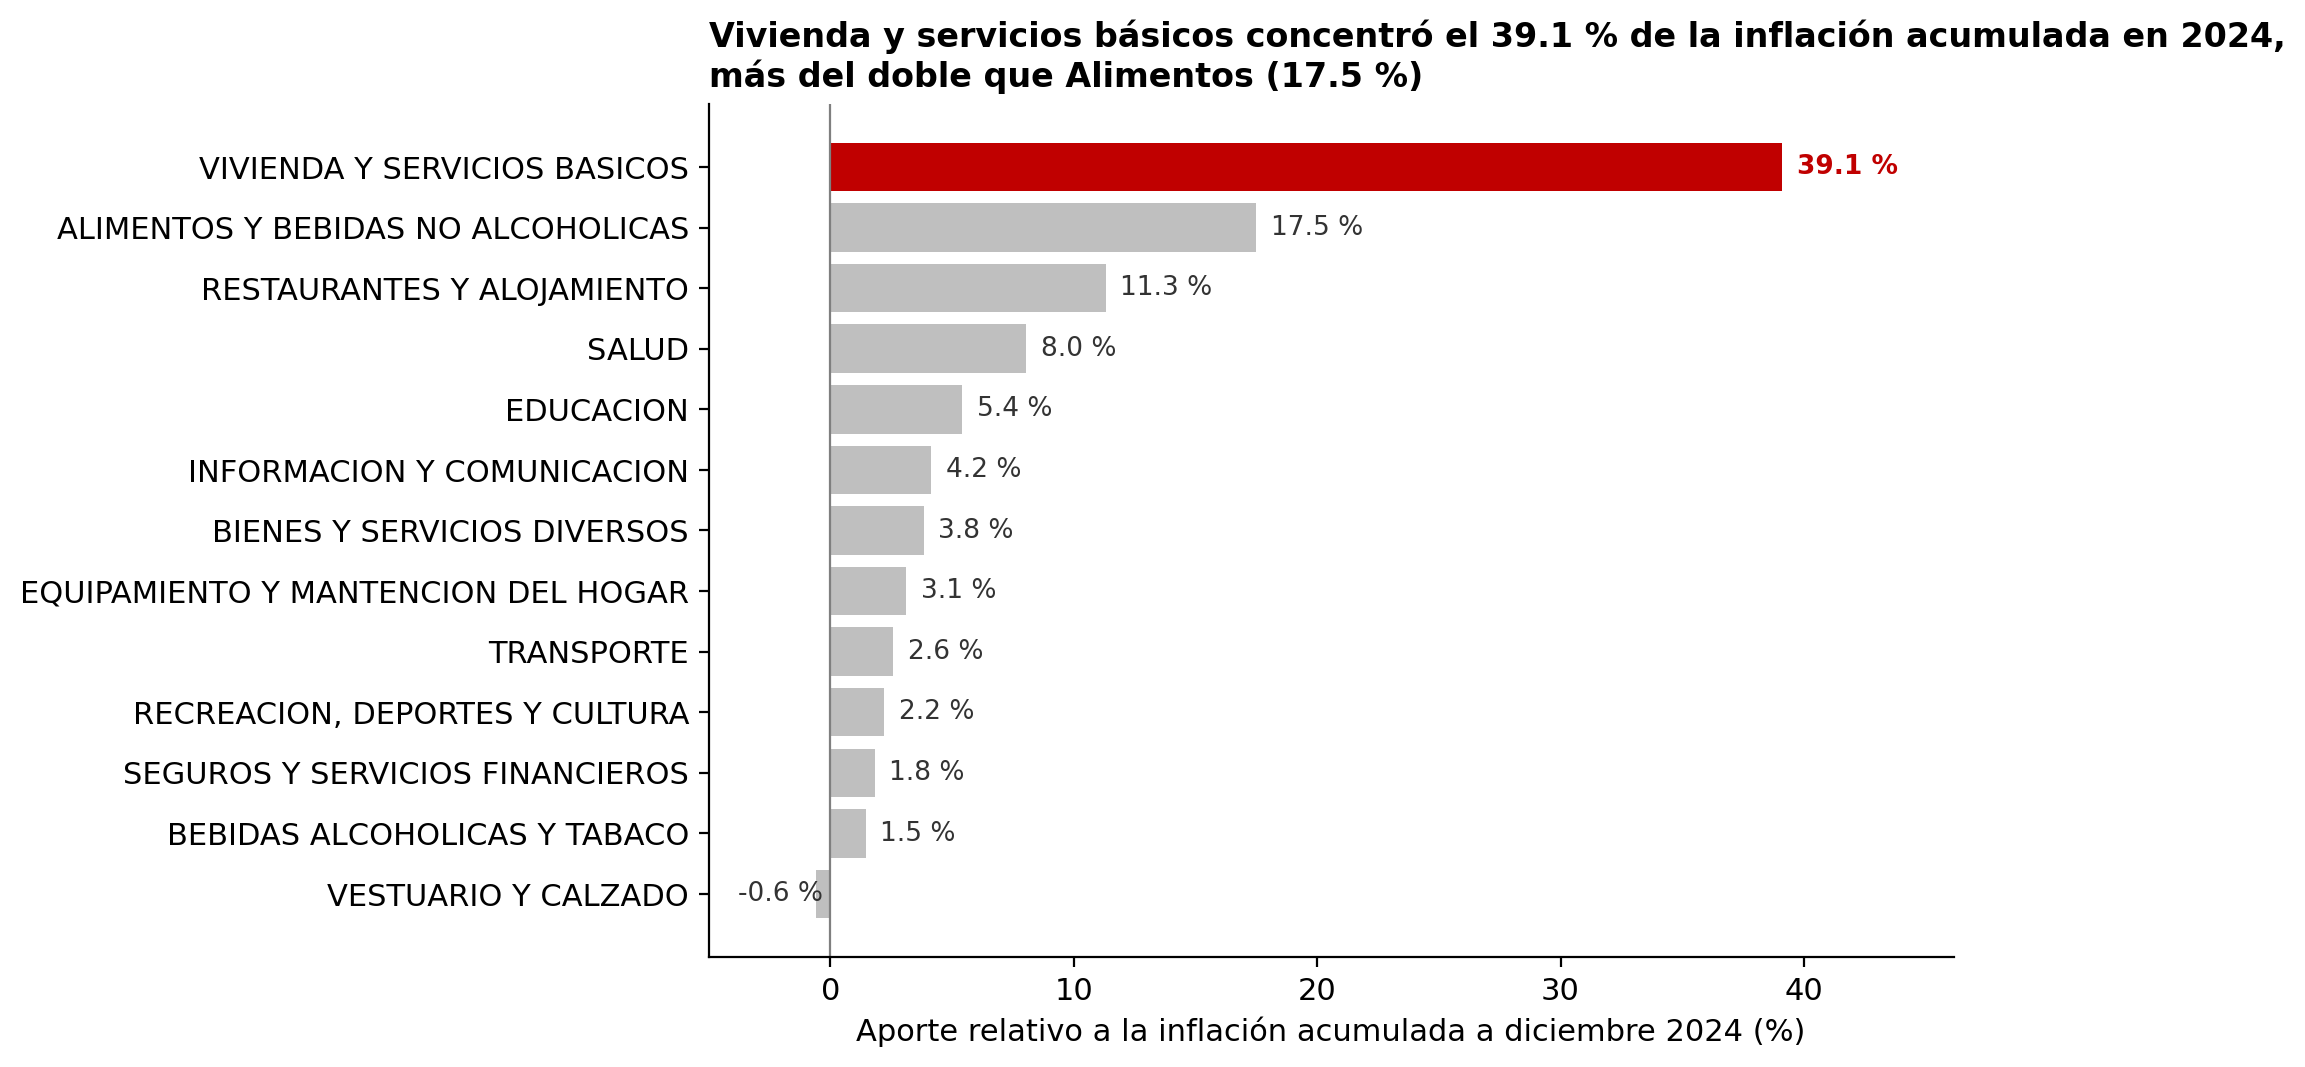 Vivienda y servicios básicos concentró el 39.1 % de la inflación acumulada en 2024,
más del doble que Alimentos (17.5 %)
VIVIENDA Y SERVICIOS BASICOS 39.1 %
ALIMENTOS Y BEBIDAS NO ALCOHOLICAS 17.5 %
RESTAURANTES Y ALOJAMIENTO 11.3 %
SALUD 8.0 %
EDUCACION 5.4 %
INFORMACION Y COMUNICACION 4.2 %
BIENES Y SERVICIOS DIVERSOS 3.8 %
EQUIPAMIENTO Y MANTENCION DEL HOGAR 3.1 %
TRANSPORTE 2.6 %
RECREACION, DEPORTES Y CULTURA 2.2 %
SEGUROS Y SERVICIOS FINANCIEROS 1.8 %
BEBIDAS ALCOHOLICAS Y TABACO 1.5 %
VESTUARIO Y CALZADO -0.6 %
0 10 20 30 40
Aporte relativo a la inflación acumulada a diciembre 2024 (%)